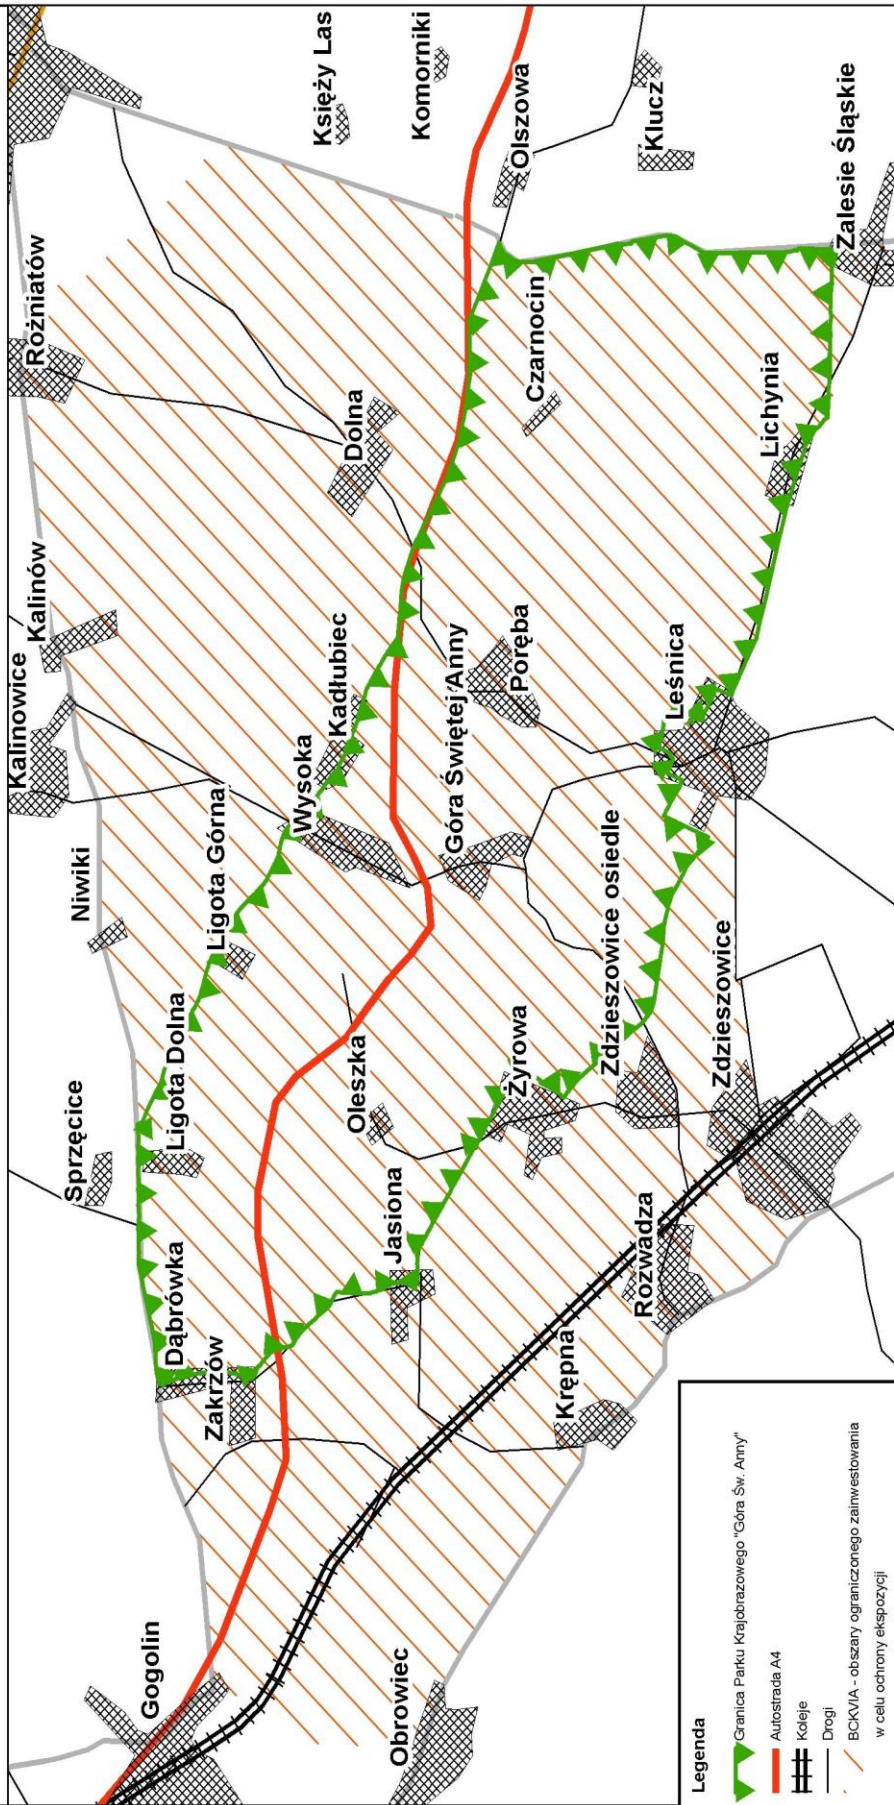 Kalinowice
Kalinów
Rożniatów
Sprzęcice
Niwiki
Gogolin
Dąbrówka
Ligota Dolna
Zakrzów
Ligota Górna
Wysoka
Kadłubiec
Dolna
Księży Las
Komorniki
Obrowiec
Jasiona
Oleszka
Góra Świętej Anny
Poręba
Czarnocin
Olszowa
Krępna
Żyrowa
Zdzieszowice osiedle
Rozwadza
Leśnica
Klucz
Zdzieszowice
Lichynia
Zalesie Śląskie
Legenda
Granica Parku Krajobrazowego "Góra Św. Anny"
Autostrada A4
Koleje
Drogi
BCKVIA - obszary ograniczonego zainwestowania
w celu ochrony ekspozycji